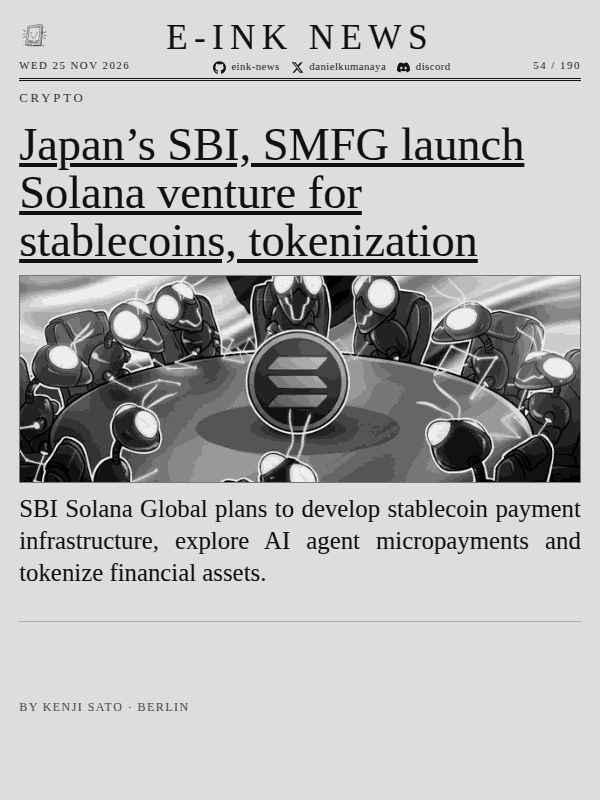 E-INK NEWS
WED 25 NOV 2026
eink-news danielkumanaya discord
54 / 190
CRYPTO
Japan’s SBI, SMFG launch
Solana venture for
stablecoins, tokenization
SBI Solana Global plans to develop stablecoin payment
infrastructure, explore AI agent micropayments and
tokenize financial assets.
BY KENJI SATO · BERLIN